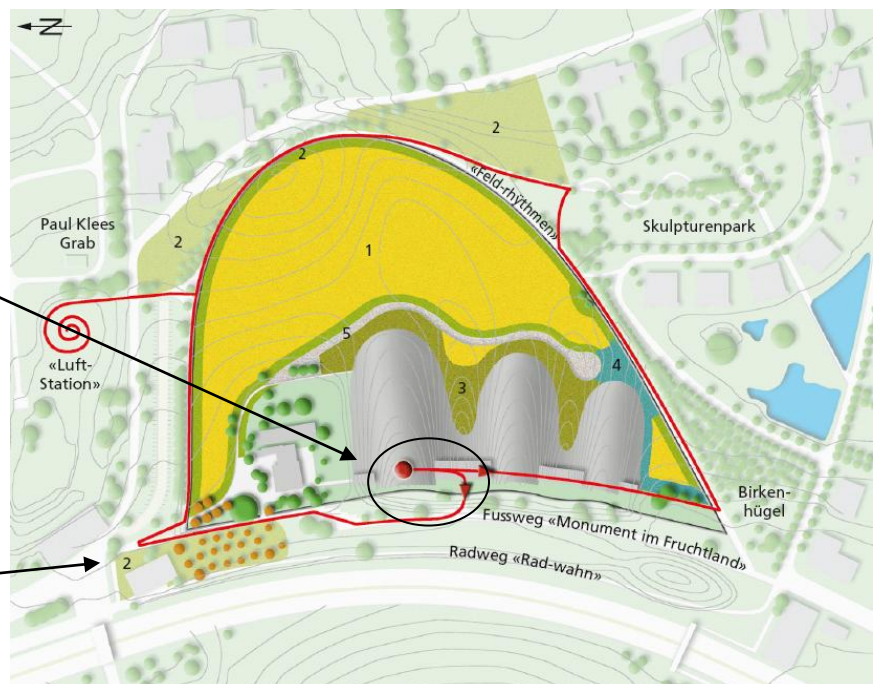 N
2
2
«Feld-rhythmen»
Paul Klees
Grab
2
Skulpturenpark
1
5
«Luft-
Station»
4
3
Birken-
hügel
Fussweg «Monument im Fruchtland»
Radweg «Rad-wahn»
2